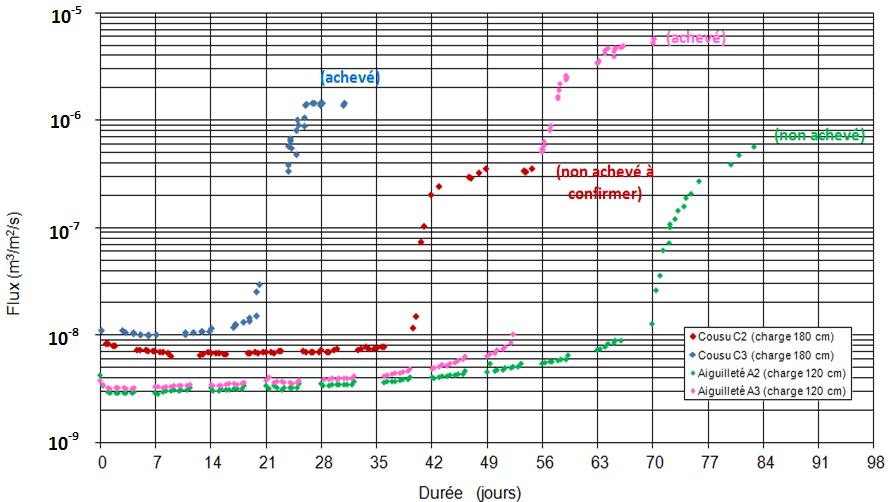 10-5
(achevé)
(achevé)
10-6
(non achevé)
(non achevé à
confirmer)
10-7
Flux (m3/m2/s)
10-8
Cousu C2 (charge 180 cm)
Cousu C3 (charge 180 cm)
Aiguilleté A2 (charge 120 cm)
Aiguilleté A3 (charge 120 cm)
10-9
0 7 14 21 28 35 42 49 56 63 70 77 84 91 98
Durée (jours)